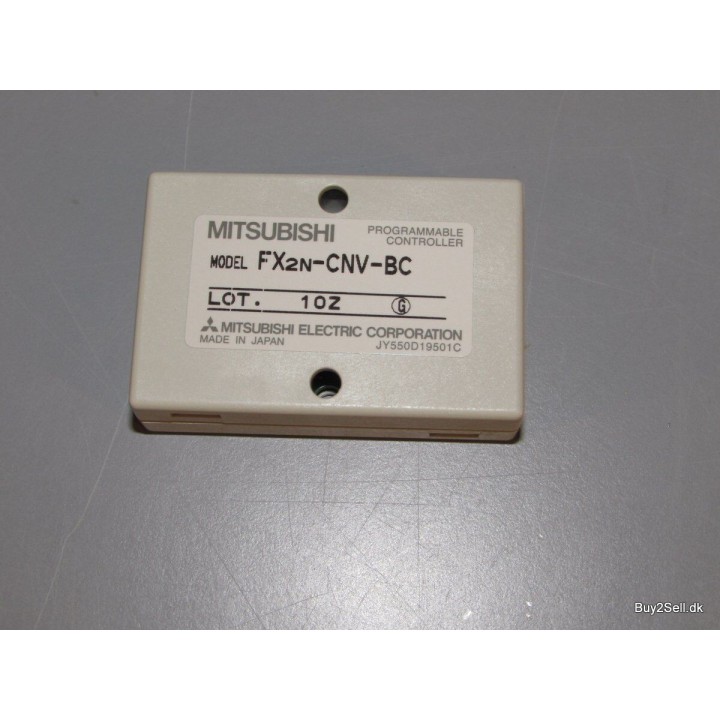 MITSUBISHI
PROGRAMMABLE
CONTROLLER
MODEL FX2N-CNV-BC
LOT. 10Z G
MITSUBISHI ELECTRIC CORPORATION
MADE IN JAPAN JY550D19501C
Buy2Sell.dk